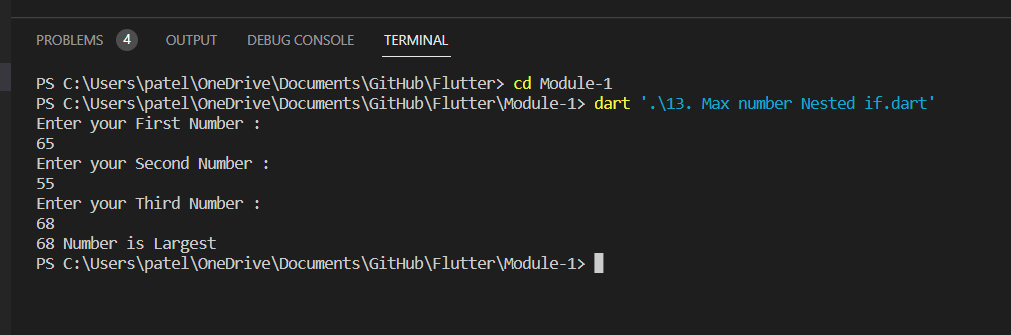 PROBLEMS 4 OUTPUT DEBUG CONSOLE TERMINAL
PS C:\Users\patel\OneDrive\Documents\GitHub\Flutter> cd Module-1
PS C:\Users\patel\OneDrive\Documents\GitHub\Flutter\Module-1> dart '.\13. Max number Nested if.dart'
Enter your First Number :
65
Enter your Second Number :
55
Enter your Third Number :
68
68 Number is Largest
PS C:\Users\patel\OneDrive\Documents\GitHub\Flutter\Module-1>